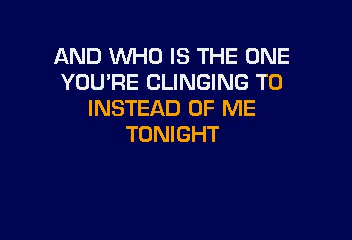 AND WHO IS THE ONE
YOU'RE CLINGING TO
INSTEAD OF ME
TONIGHT